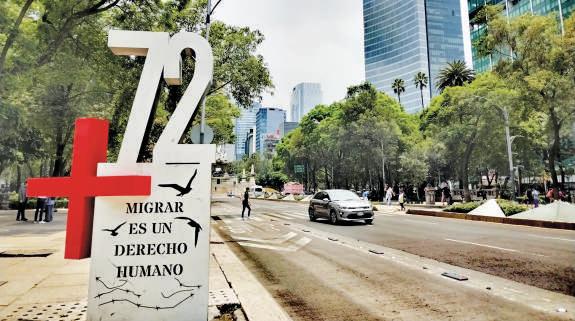 +72
MIGRAR
ES UN
DERECHO
HUMANO